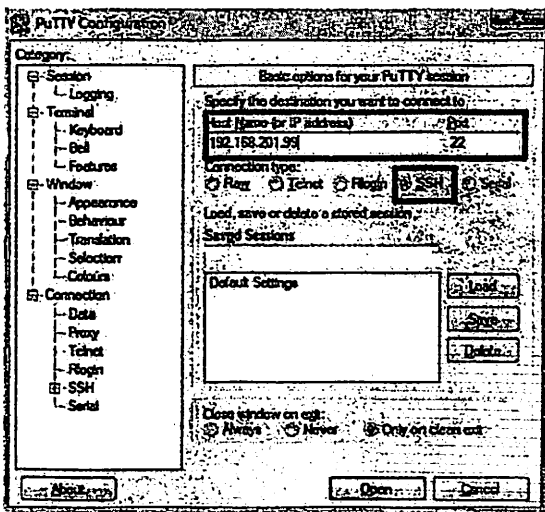 PuTTY Configuration
Category:
Session
Logging
Terminal
Keyboard
Bell
Features
Window
Appearance
Behaviour
Translation
Selection
Colours
Connection
Data
Proxy
Telnet
Rlogin
SSH
Serial
Basic options for your PuTTY session
Specify the destination you want to connect to
Host Name (or IP address) Port
192.168.201.99 22
Connection type:
Raw Telnet Rlogin SSH Serial
Load, save or delete a stored session
Saved Sessions
Default Settings
Load
Save
Delete
Close window on exit:
Always Never Only on clean exit
About
Open
Cancel